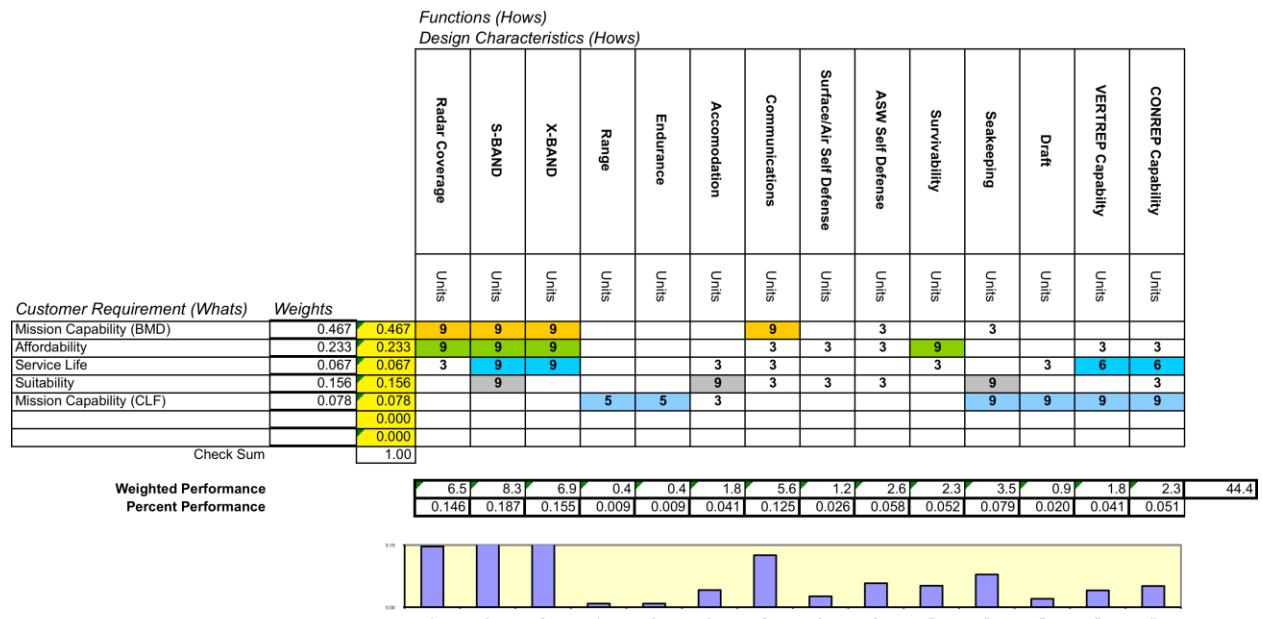 Functions (Hows)
Design Characteristics (Hows)
Radar Coverage
S-BAND
X-BAND
Range
Endurance
Accomodation
Communications
Surface/Air Self Defense
ASW Self Defense
Survivability
Seakeeping
Draft
VERTREP Capabilty
CONREP Capability
Units Units Units Units Units Units Units Units Units Units Units Units Units Units
Customer Requirement (Whats) Weights
Mission Capability (BMD) 0.467 0.467 9 9 9 9 3 3
Affordability 0.233 0.233 9 9 9 3 3 3 9 3 3
Service Life 0.067 0.067 3 9 9 3 3 3 3 6 6
Suitability 0.156 0.156 9 9 3 3 3 9 3
Mission Capability (CLF) 0.078 0.078 5 5 3 9 9 9 9
0.000
0.000
Check Sum 1.00
Weighted Performance 6.5 8.3 6.9 0.4 0.4 1.8 5.6 1.2 2.6 2.3 3.5 0.9 1.8 2.3 44.4
Percent Performance 0.146 0.187 0.155 0.009 0.009 0.041 0.125 0.026 0.058 0.052 0.079 0.020 0.041 0.051
0.00